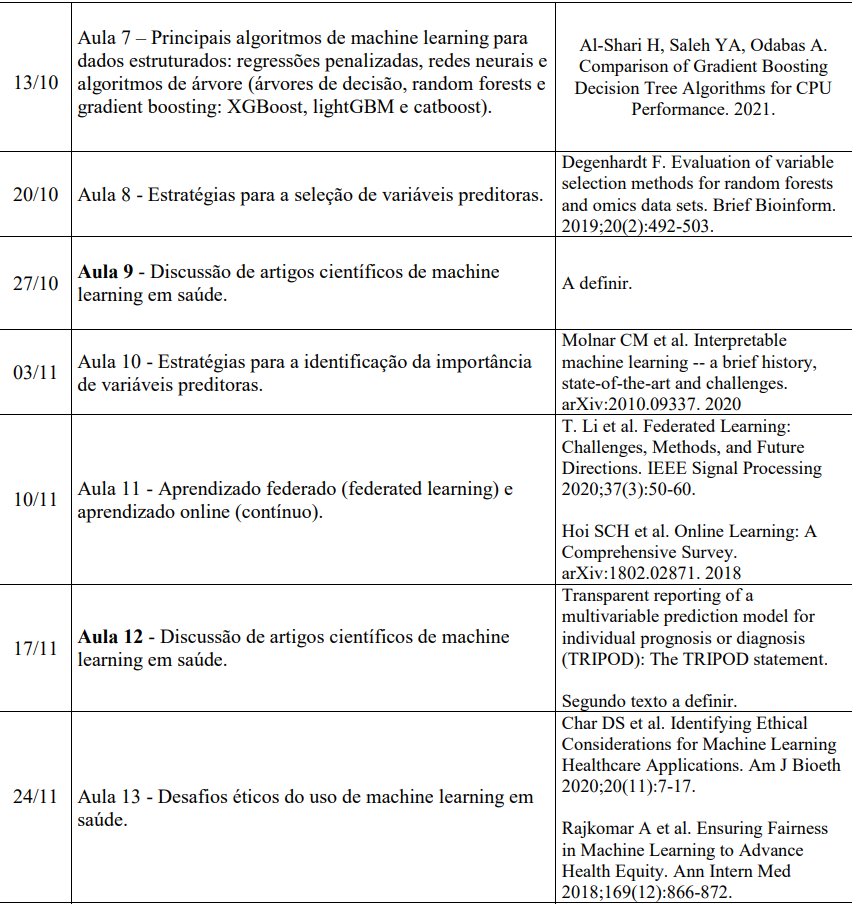 13/10
Aula 7 – Principais algoritmos de machine learning para
dados estruturados: regressões penalizadas, redes neurais e
algoritmos de árvore (árvores de decisão, random forests e
gradient boosting: XGBoost, lightGBM e catboost).
Al-Shari H, Saleh YA, Odabas A.
Comparison of Gradient Boosting
Decision Tree Algorithms for CPU
Performance. 2021.
20/10
Aula 8 - Estratégias para a seleção de variáveis preditoras.
Degenhardt F. Evaluation of variable
selection methods for random forests
and omics data sets. Brief Bioinform.
2019;20(2):492-503.
27/10
Aula 9 - Discussão de artigos científicos de machine
learning em saúde.
A definir.
03/11
Aula 10 - Estratégias para a identificação da importância
de variáveis preditoras.
Molnar CM et al. Interpretable
machine learning -- a brief history,
state-of-the-art and challenges.
arXiv:2010.09337. 2020
10/11
Aula 11 - Aprendizado federado (federated learning) e
aprendizado online (contínuo).
T. Li et al. Federated Learning:
Challenges, Methods, and Future
Directions. IEEE Signal Processing
2020;37(3):50-60.
Hoi SCH et al. Online Learning: A
Comprehensive Survey.
arXiv:1802.02871. 2018
17/11
Aula 12 - Discussão de artigos científicos de machine
learning em saúde.
Transparent reporting of a
multivariable prediction model for
individual prognosis or diagnosis
(TRIPOD): The TRIPOD statement.
Segundo texto a definir.
24/11
Aula 13 - Desafios éticos do uso de machine learning em
saúde.
Char DS et al. Identifying Ethical
Considerations for Machine Learning
Healthcare Applications. Am J Bioeth
2020;20(11):7-17.
Rajkomar A et al. Ensuring Fairness
in Machine Learning to Advance
Health Equity. Ann Intern Med
2018;169(12):866-872.